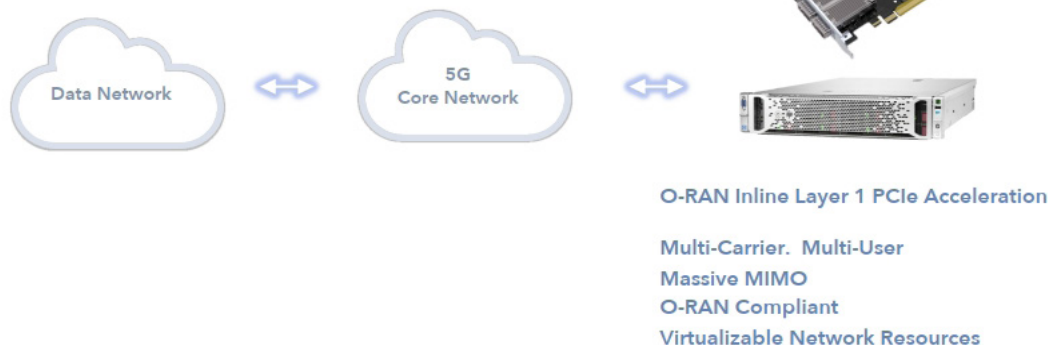 Data Network
5G
Core Network
O-RAN Inline Layer 1 PCIe Acceleration
Multi-Carrier.  Multi-User
Massive MIMO
O-RAN Compliant
Virtualizable Network Resources